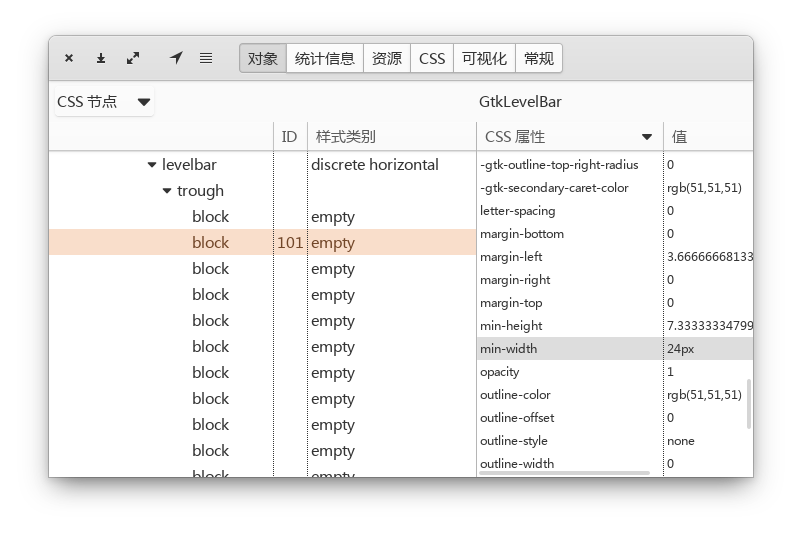 对象 统计信息 资源 CSS 可视化 常规
CSS 节点 GtkLevelBar
ID 样式类别 CSS 属性 值
levelbar discrete horizontal -gtk-outline-top-right-radius 0
trough -gtk-secondary-caret-color rgb(51,51,51)
block empty letter-spacing 0
block 101 empty margin-bottom 0
block empty margin-left 3.66666668133
block empty margin-right 0
block empty margin-top 0
block empty min-height 7.33333334799
block empty min-width 24px
block empty opacity 1
block empty outline-color rgb(51,51,51)
block empty outline-offset 0
block empty outline-style none
block empty outline-width 0